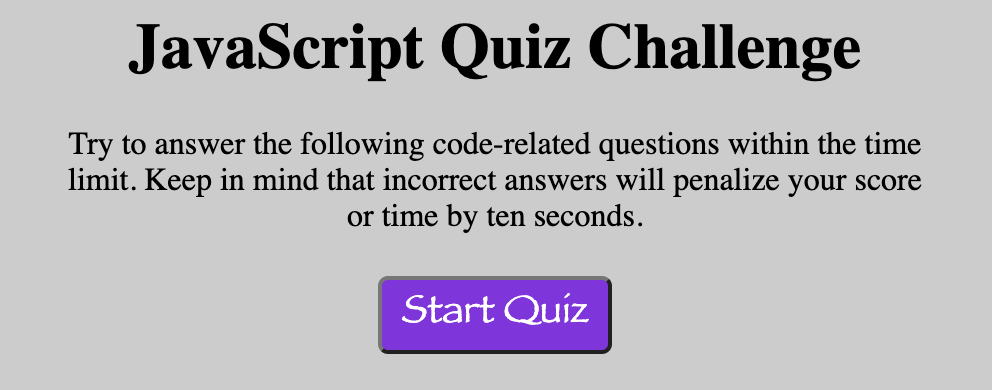 JavaScript Quiz Challenge
Try to answer the following code-related questions within the time
limit. Keep in mind that incorrect answers will penalize your score
or time by ten seconds.
Start Quiz